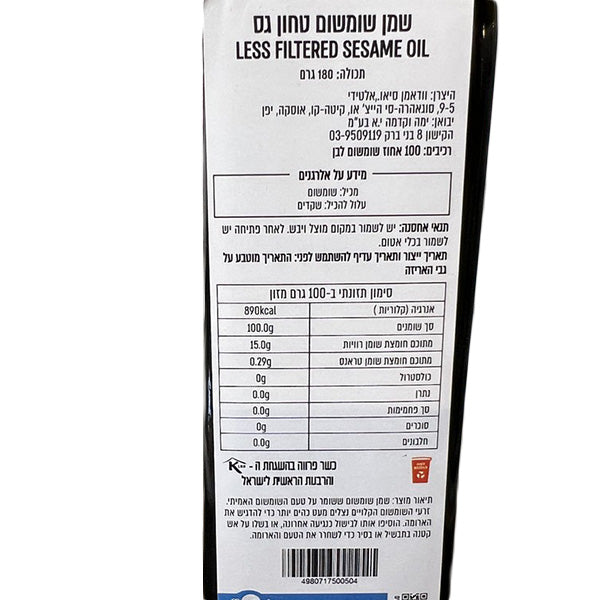 שמן שומשום טחון גס
LESS FILTERED SESAME OIL
תכולה: 180 גרם
היצרן: וודאמן סיאו.,אלטידי
9-5, סונאהרה-סי הייצ' או, קיטה-קו, אוסקה, יפן
יבואן: ימה וקדמה י.א בע"מ
הקישון 8 בני ברק 03-9509119
רכיבים: 100 אחוז שומשום לבן
מידע על אלרגנים
מכיל: שומשום
עלול להכיל: שקדים
תנאי אחסנה: יש לשמור במקום מוצל ויבש. לאחר פתיחה יש
לשמור בכלי אטום.
תאריך ייצור ותאריך עדיף להשתמש לפני: התאריך מוטבע על
גבי האריזה
סימון תזונתי ב-100 גרם מזון
אנרגיה (קלוריות ) 890kcal
סך שומנים 100.0g
מתוכם חומצות שומן רוויות 15.0g
מתוכם חומצות שומן טראנס 0.29g
כולסטרול 0g
נתרן 0.0g
סך פחמימות 0.0g
סוכרים 0g
חלבונים 0.0g
כשר פרווה בהשגחת ה - K
והרבנות הראשית לישראל
תיאור מוצר: שמן שומשום ששומר על טעם השומשום האמיתי.
זרעי השומשום הקלויים נצלים מעט כהים יותר כדי להדגיש את
הארומה. הוסיפו אותו לבישול כנגיעה אחרונה, או בשלו על אש
קטנה בתבשיל או בסיר כדי לשחרר את הטעם והארומה.
4980717500504